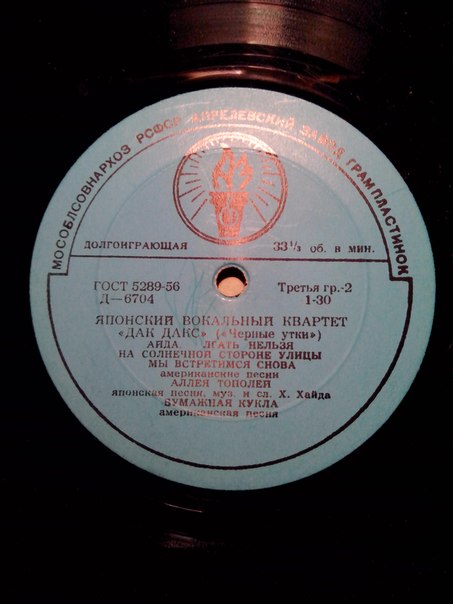 МОСОБЛСОВНАРХОЗ РСФСР АПРЕЛЕВСКИЙ ЗАВОД ГРАМПЛАСТИНОК
АЗГ
ДОЛГОИГРАЮЩАЯ 33⅓ об. в мин.
ГОСТ 5289-56 Третья гр.-2
Д—6704 1-30
ЯПОНСКИЙ ВОКАЛЬНЫЙ КВАРТЕТ
«ДАК ДАКС» («Черные утки»)
АИДА. ЛГАТЬ НЕЛЬЗЯ
НА СОЛНЕЧНОЙ СТОРОНЕ УЛИЦЫ
МЫ ВСТРЕТИМСЯ СНОВА
американские песни
АЛЛЕЯ ТОПОЛЕЙ
японская песня, муз. и сл. Х. Хайда
БУМАЖНАЯ КУКЛА
американская песня